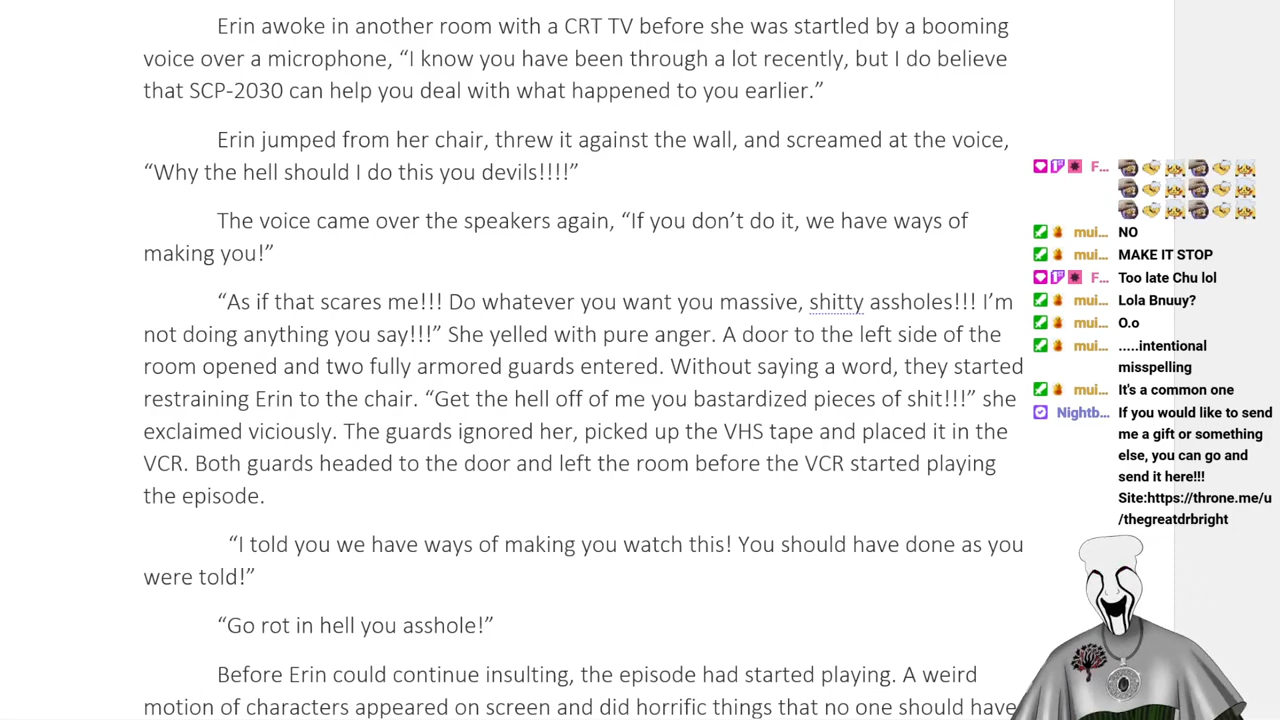 Erin awoke in another room with a CRT TV before she was startled by a booming
voice over a microphone, “I know you have been through a lot recently, but I do believe
that SCP-2030 can help you deal with what happened to you earlier.”
Erin jumped from her chair, threw it against the wall, and screamed at the voice,
“Why the hell should I do this you devils!!!!”
The voice came over the speakers again, “If you don’t do it, we have ways of
making you!”
“As if that scares me!!! Do whatever you want you massive, shitty assholes!!! I’m
not doing anything you say!!!” She yelled with pure anger. A door to the left side of the
room opened and two fully armored guards entered. Without saying a word, they started
restraining Erin to the chair. “Get the hell off of me you bastardized pieces of shit!!!” she
exclaimed viciously. The guards ignored her, picked up the VHS tape and placed it in the
VCR. Both guards headed to the door and left the room before the VCR started playing
the episode.
“I told you we have ways of making you watch this! You should have done as you
were told!”
“Go rot in hell you asshole!”
Before Erin could continue insulting, the episode had started playing. A weird
motion of characters appeared on screen and did horrific things that no one should have
F...
mui... NO
mui... MAKE IT STOP
F... Too late Chu lol
mui... Lola Bnuuy?
mui... O.o
mui... .....intentional
misspelling
mui... It's a common one
Nightb... If you would like to send
me a gift or something
else, you can go and
send it here!!!
Site:https://throne.me/u
/thegreatdrbright